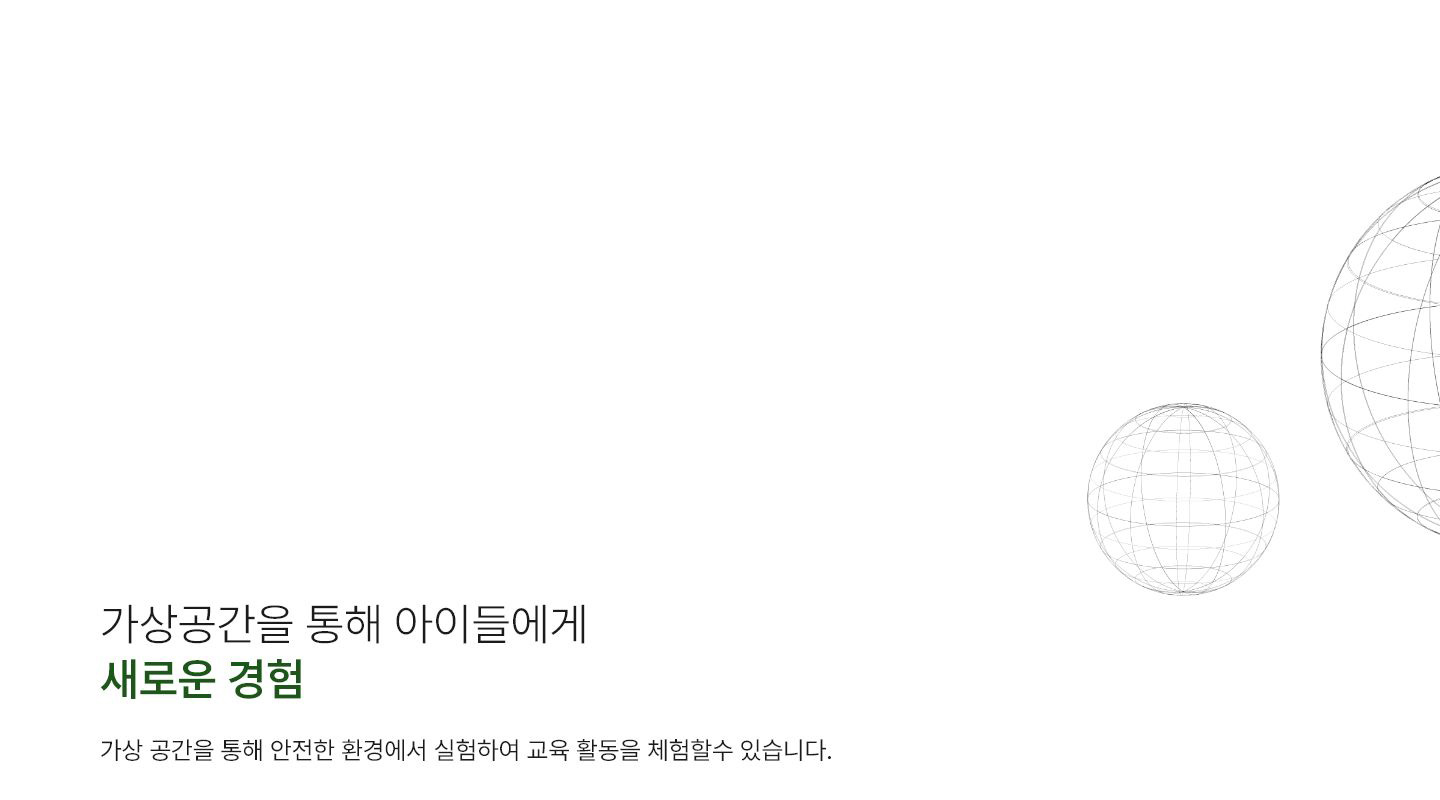 가상공간을 통해 아이들에게
새로운 경험
가상 공간을 통해 안전한 환경에서 실험하여 교육 활동을 체험할수 있습니다.